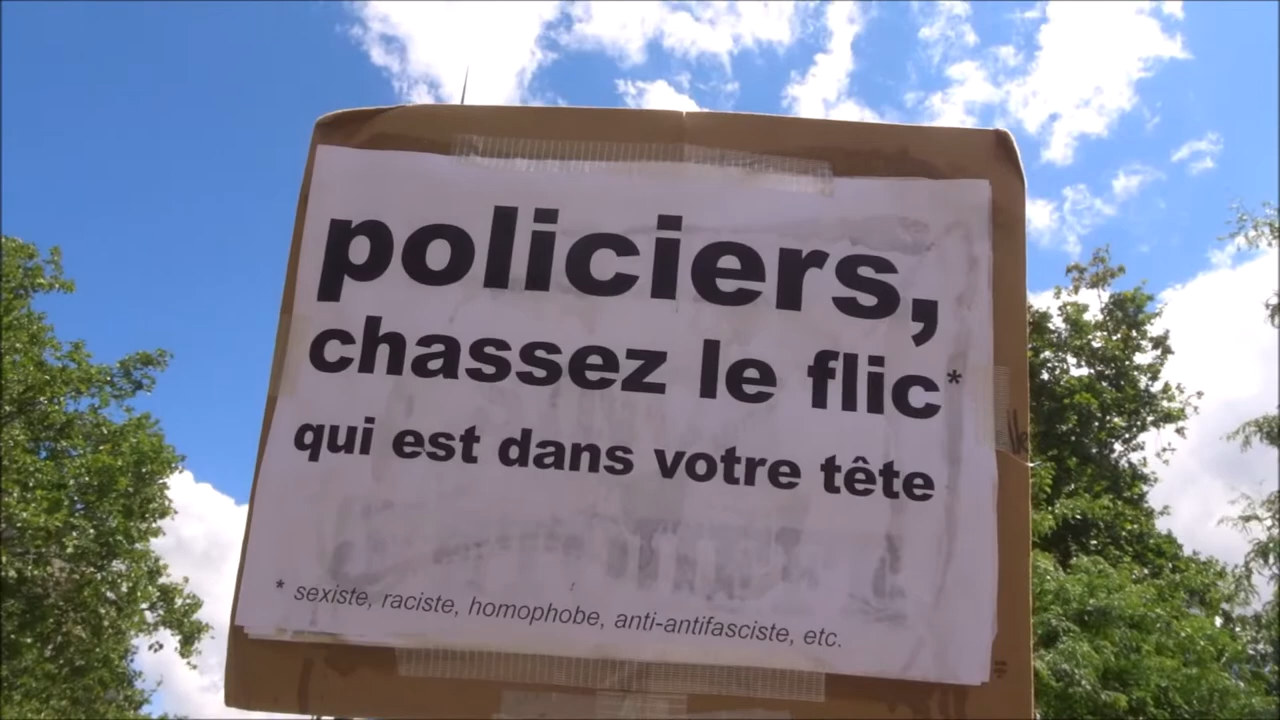 policiers,
chassez le flic*
qui est dans votre tête
* sexiste, raciste, homophobe, anti-antifasciste, etc.